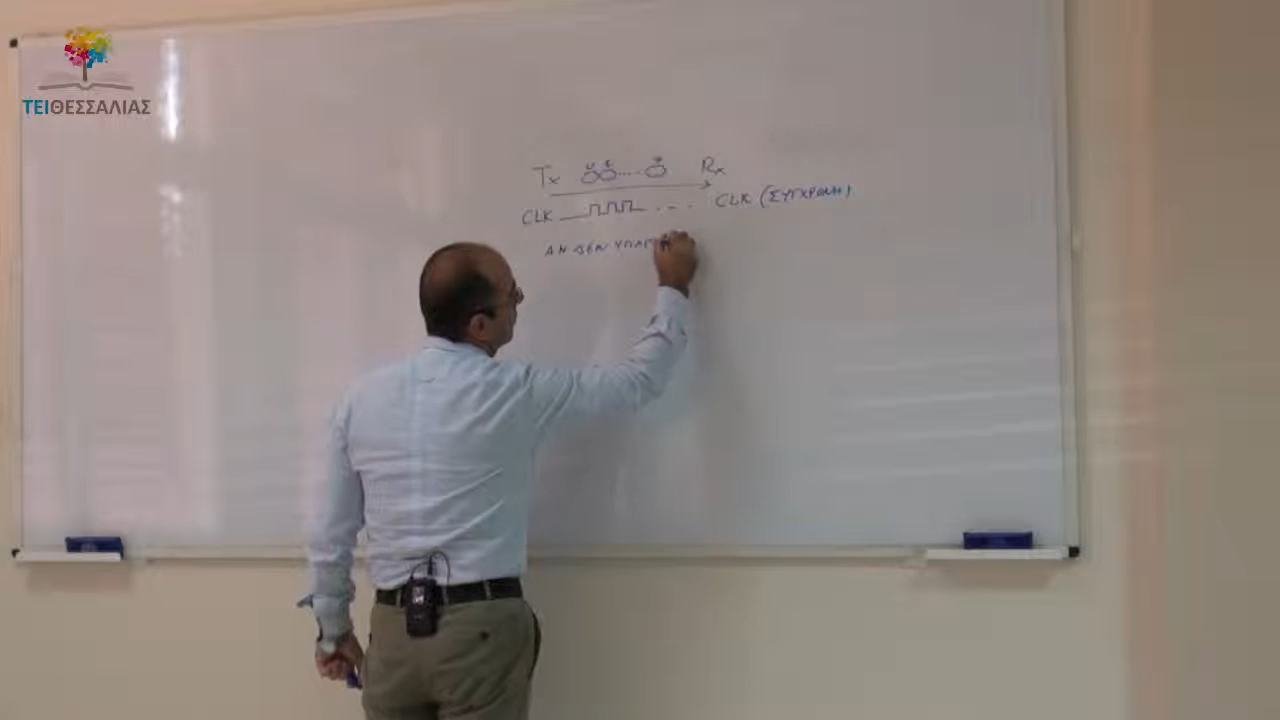 ΤΕΙΘΕΣΣΑΛΙΑΣ
Tx ... Rx
CLK - - - CLK (ΣΥΓΧΡΟΝΗ)
ΑΝ ΔΕΝ